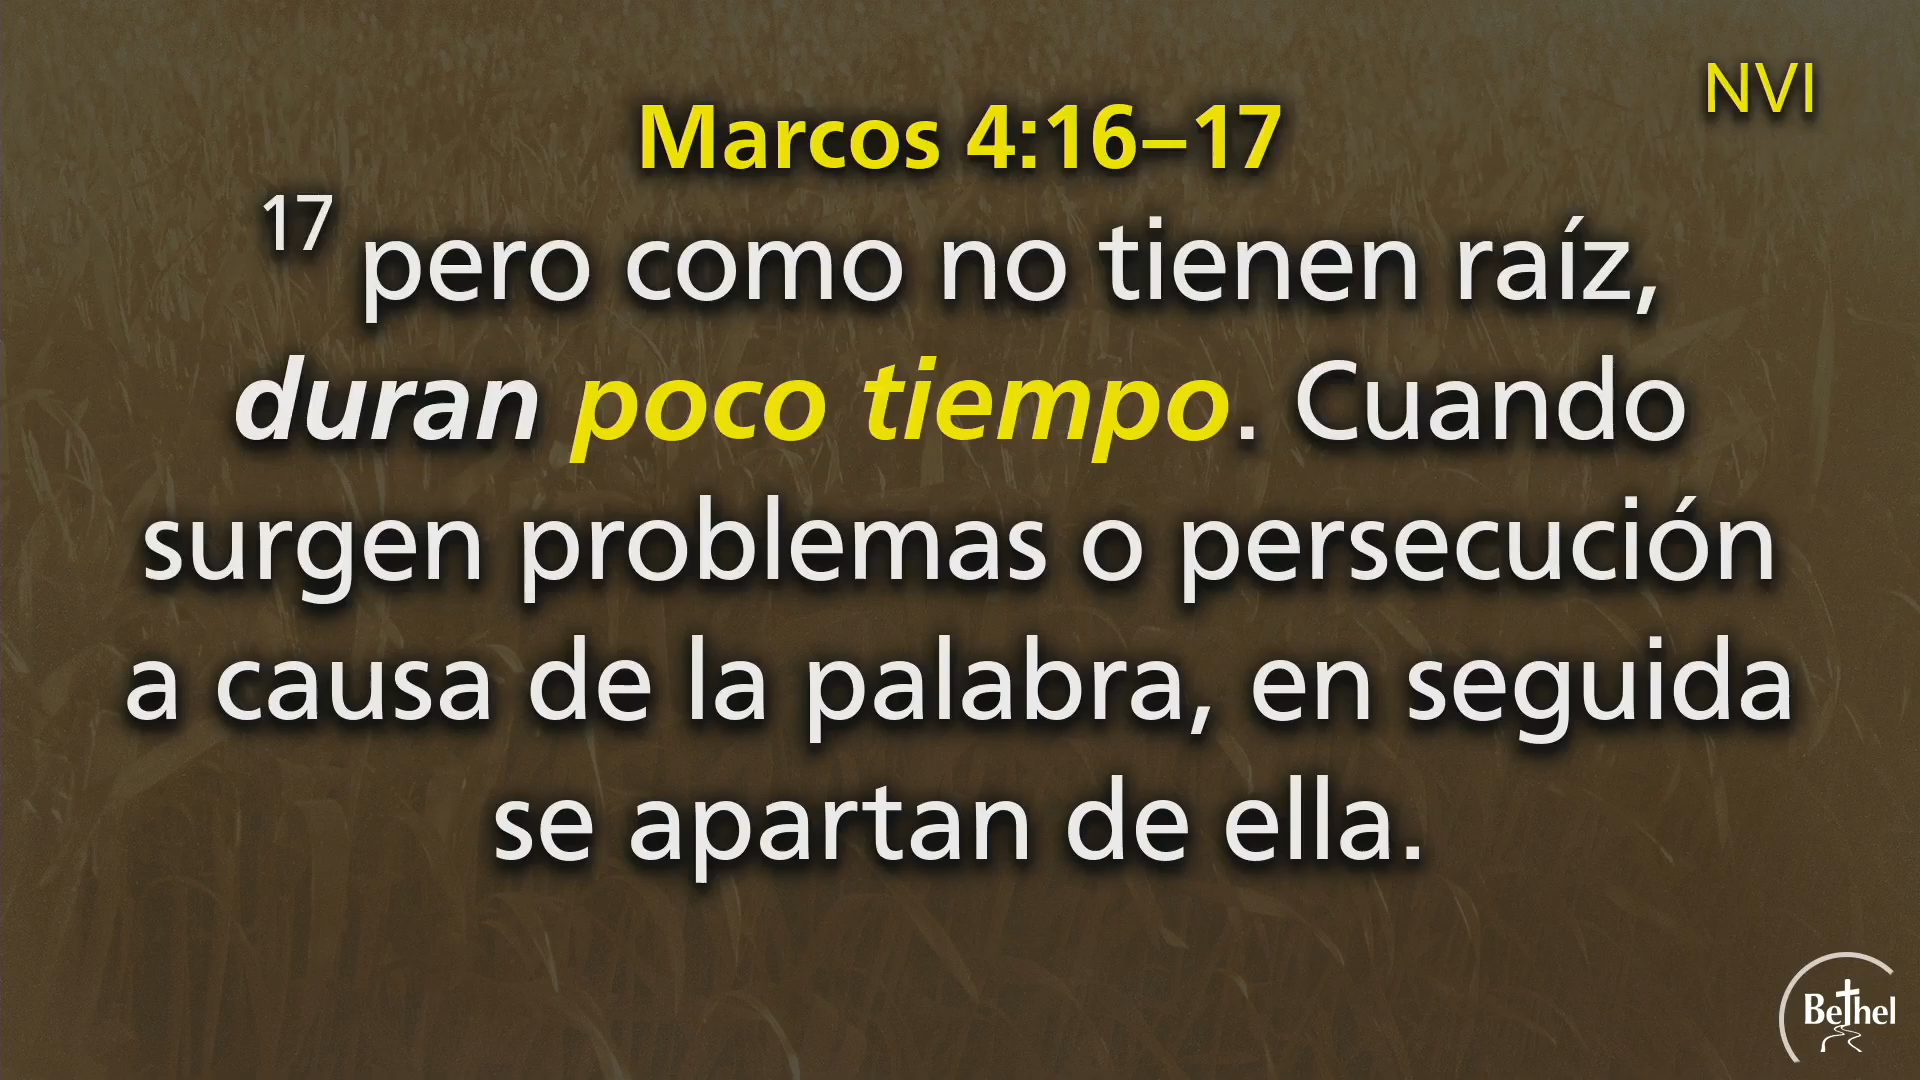 NVI
Marcos 4:16–17
17 pero como no tienen raíz,
duran poco tiempo. Cuando
surgen problemas o persecución
a causa de la palabra, en seguida
se apartan de ella.
Bethel